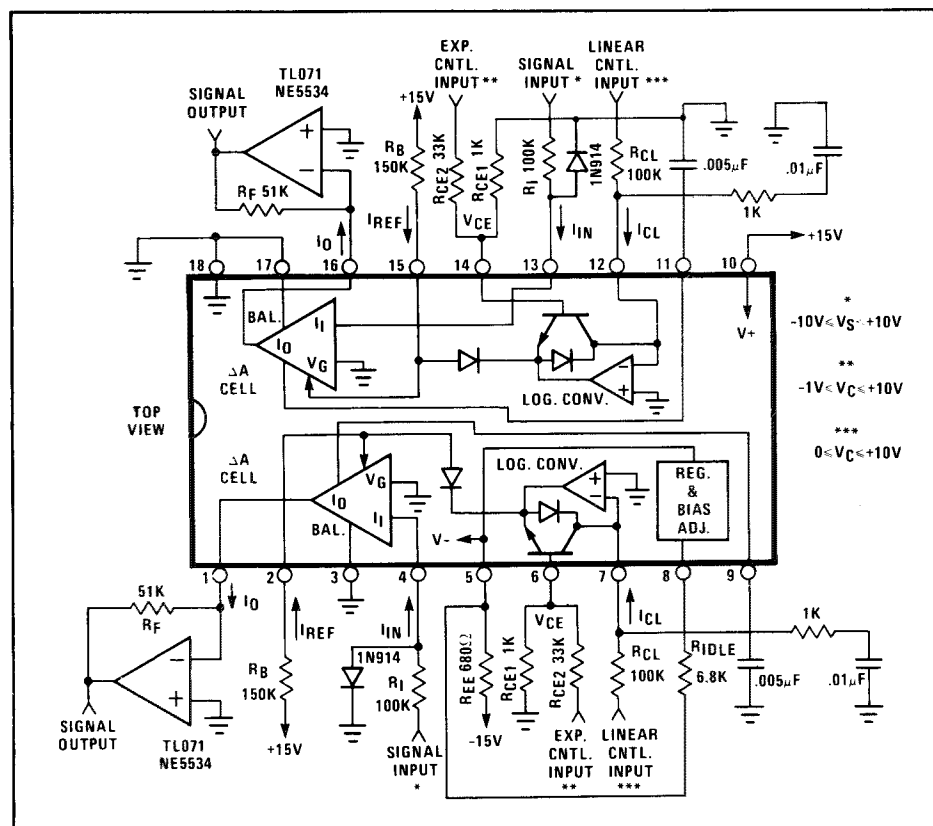 EXP. CNTL. INPUT **
SIGNAL INPUT *
LINEAR CNTL. INPUT ***
TL071
NE5534
SIGNAL OUTPUT
+15V
RB 150K
RCE2 33K
RCE1 1K
RI 100K
1N914
RCL 100K
.005µF
.01µF
1K
+
−
RF 51K
IO
IREF
VCE
IIN
ICL
+15V
18
17
16
15
14
13
12
11
10
BAL.
II
IO
VG
V+
ΔA CELL
−
+
LOG. CONV.
*
-10V≤VS≤+10V
**
-1V≤VC≤+10V
***
0≤VC≤+10V
TOP VIEW
ΔA CELL
LOG. CONV.
+
−
VG
IO
II
BAL.
V-
REG. & BIAS ADJ.
1
2
3
4
5
6
7
8
9
51K
RF
IO
IREF
IIN
VCE
ICL
1K
1N914
RB 150K
RI 100K
REE 680Ω
RCE1 1K
RCE2 33K
RCL 100K
RIDLE 6.8K
.005µF
.01µF
−
+
SIGNAL OUTPUT
TL071
NE5534
+15V
SIGNAL INPUT *
-15V
EXP. CNTL. INPUT **
LINEAR CNTL. INPUT ***